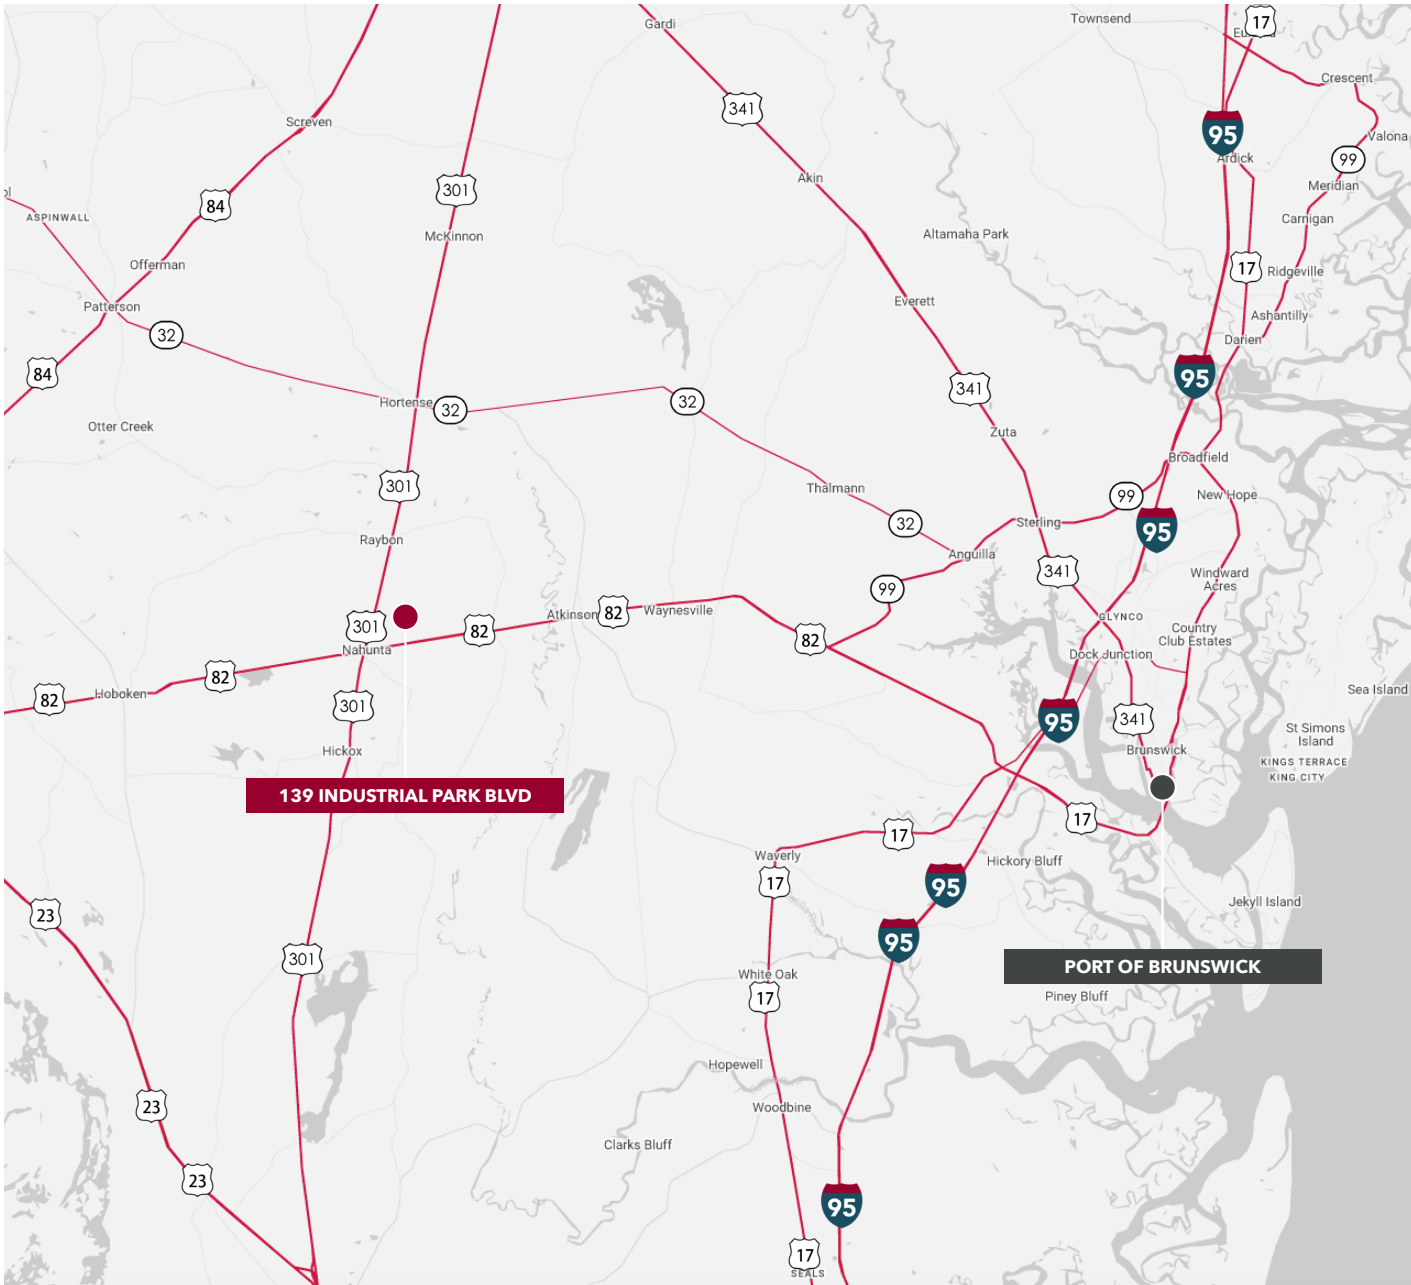 Townsend
17
Gardi
Crescent
341
Screven
95
Valona
Ardick
99
Akin
Meridian
301
84
ASPINWALL
Carnigan
McKinnon
Altamaha Park
Offerman
17
Ridgeville
Everett
Patterson
Ashantilly
32
Darien
84
95
341
Hortense
32
32
Otter Creek
Zuta
Broadfield
301
Thalmann
99
New Hope
32
Sterling
95
Raybon
Anguilla
341
Windward
Acres
99
Atkinson
82
Waynesville
GLYNCO
301
82
82
Country
Club Estates
Nahunta
Dock Junction
82
Hoboken
82
Sea Island
301
95
341
St Simons
Island
Hickox
Brunswick
KINGS TERRACE
KING CITY
139 INDUSTRIAL PARK BLVD
17
17
Waverly
Hickory Bluff
17
95
Jekyll Island
23
95
301
PORT OF BRUNSWICK
White Oak
17
Piney Bluff
Hopewell
23
Woodbine
Clarks Bluff
23
95
17
SEALS